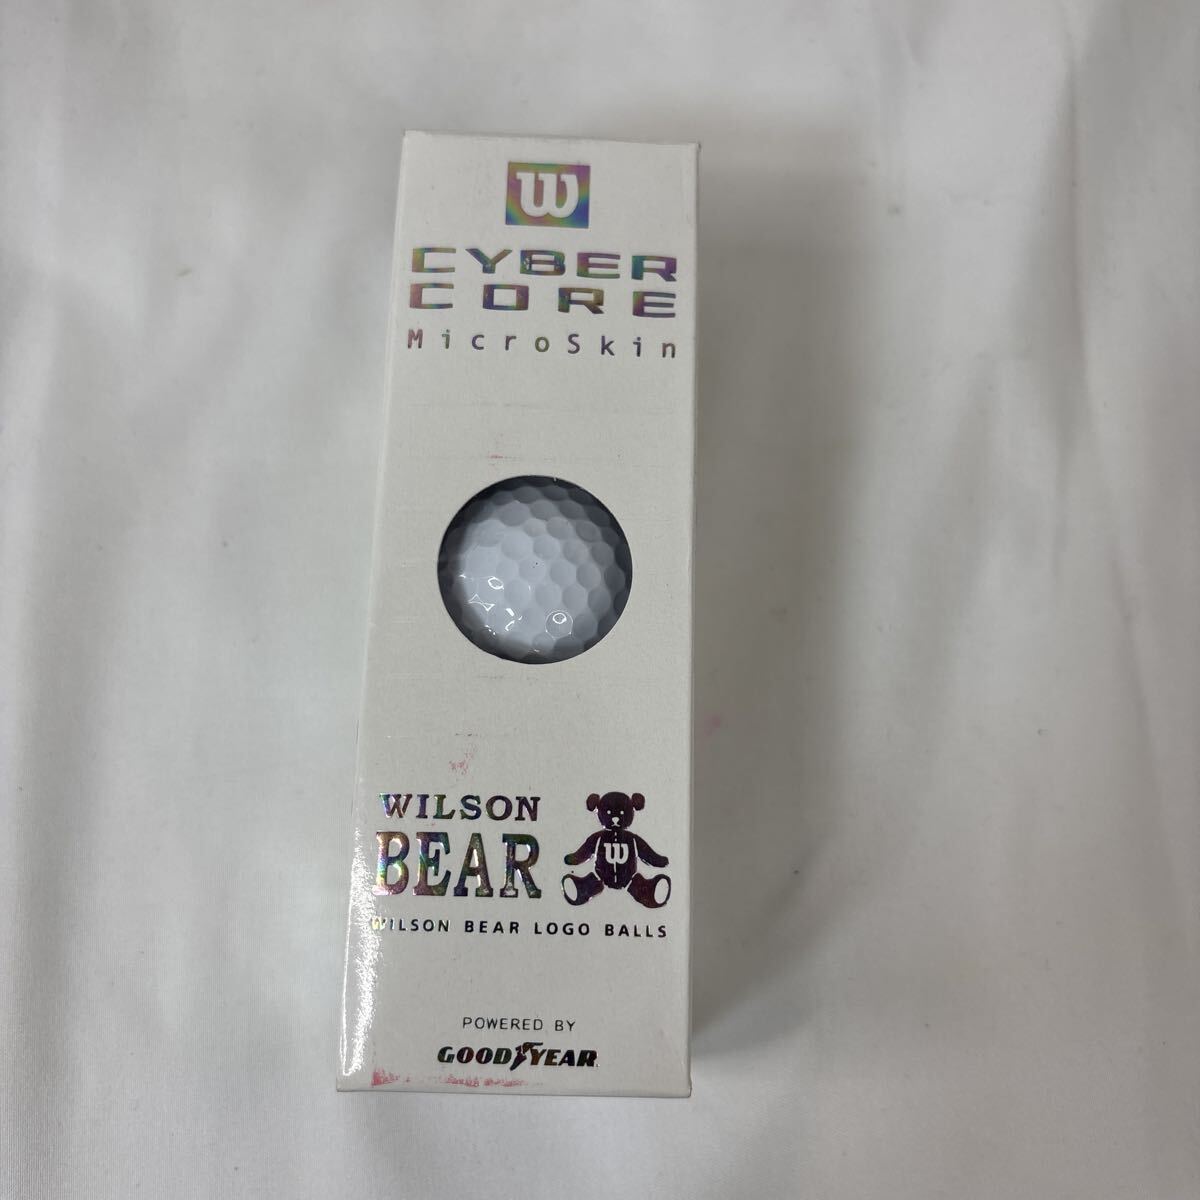 W
CYBER
CORE
MicroSkin
WILSON
BEAR
W
WILSON BEAR LOGO BALLS
POWERED BY
GOODYEAR